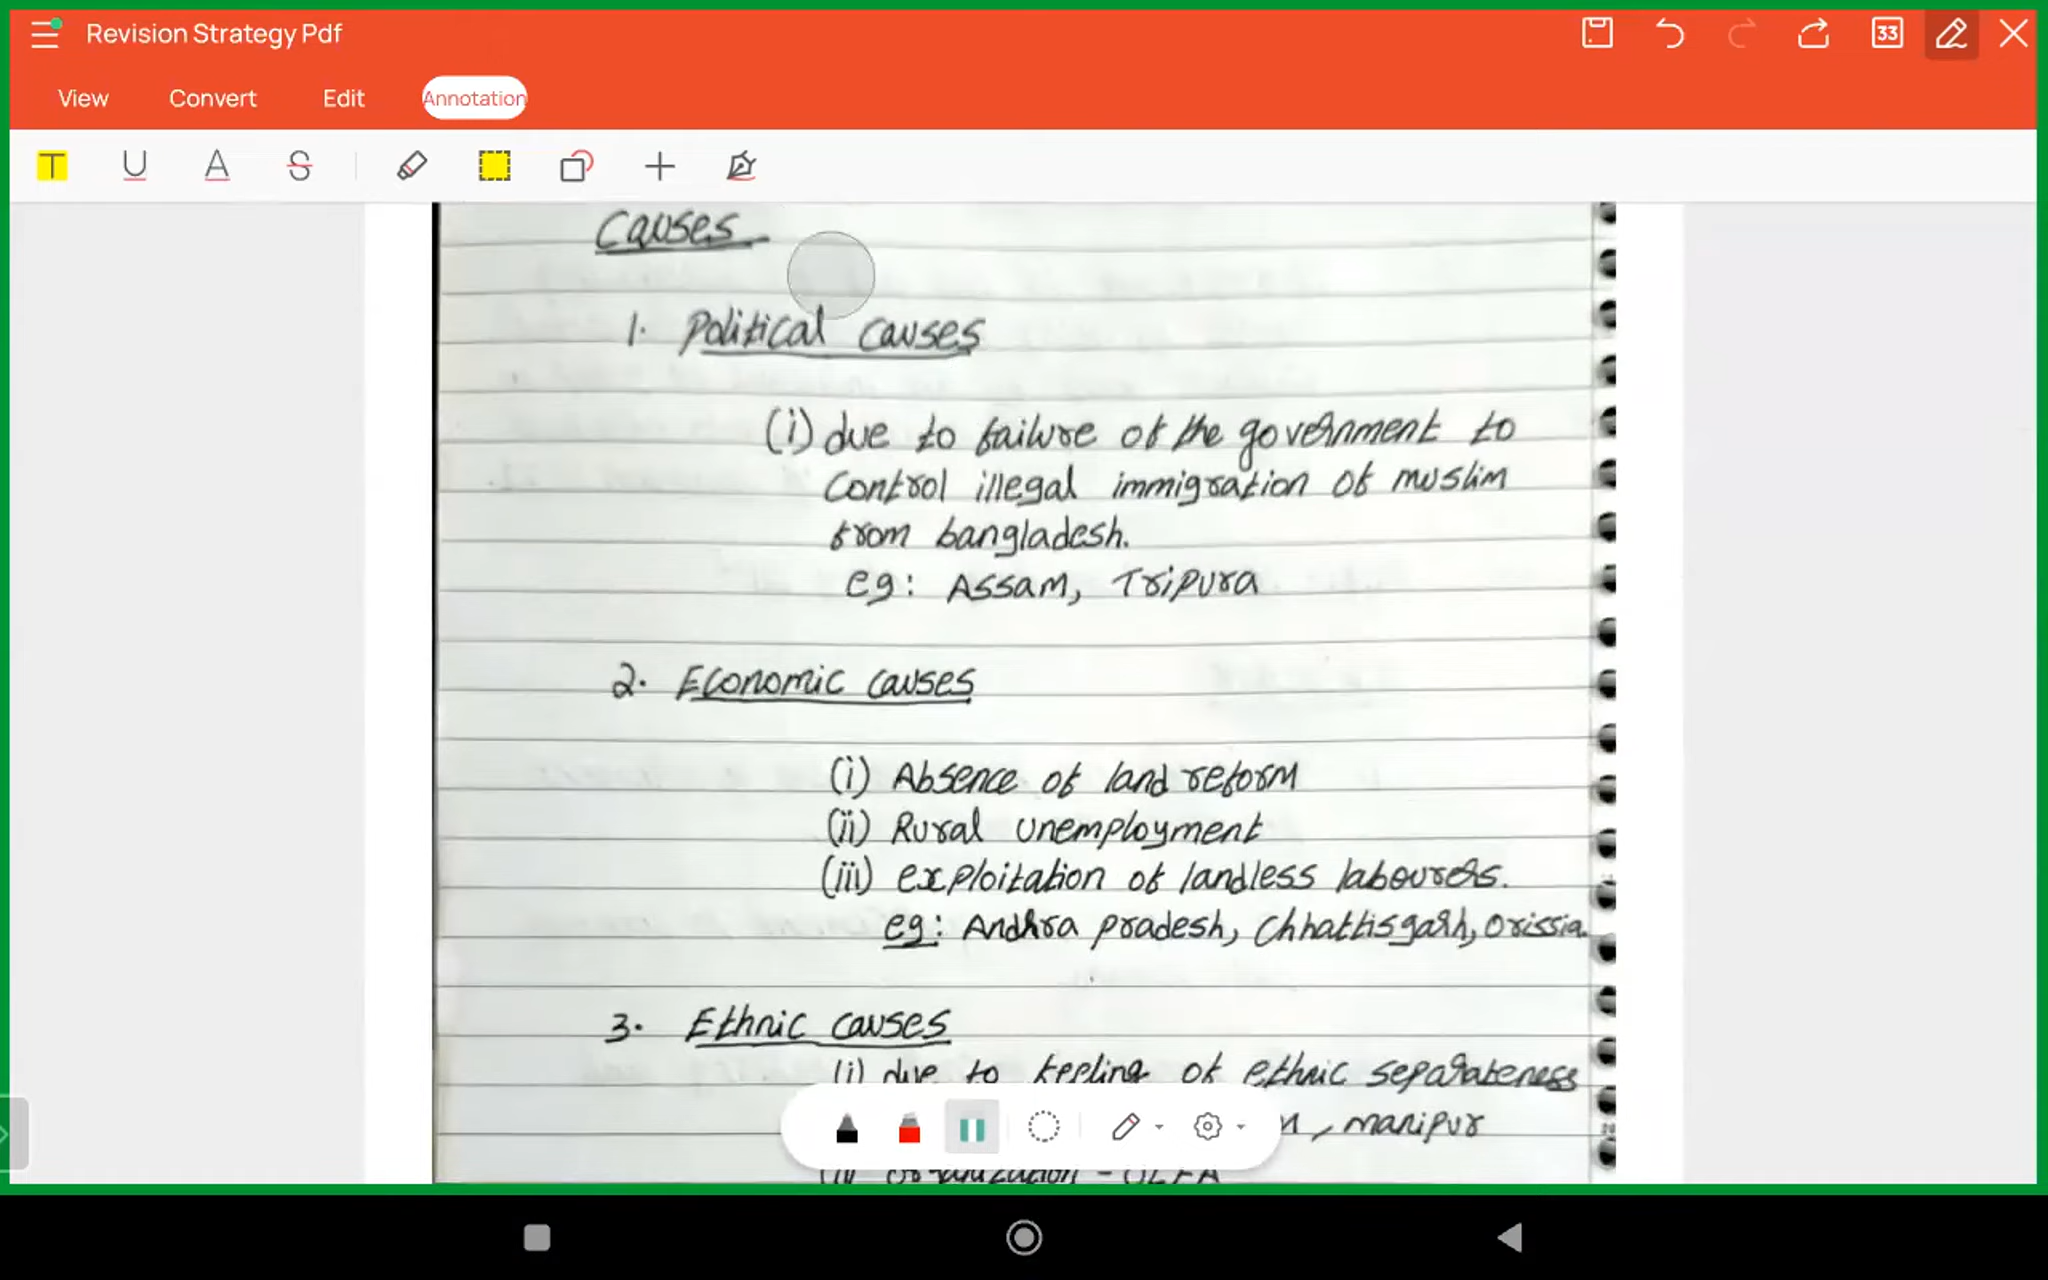 Revision Strategy Pdf
33
View Convert Edit Annotation
T U A S
Causes
1. Political causes
(i) due to failure of the government to
control illegal immigration of muslim
from bangladesh.
eg: Assam, Tripura
2. Economic causes
(i) Absence of land reform
(ii) Rural unemployment
(iii) exploitation of landless labourers.
eg: Andhra pradesh, Chhattisgarh, Orissia.
3. Ethnic causes
(i) due to feeling of ethnic separateness
, manipur
organization - ULFA